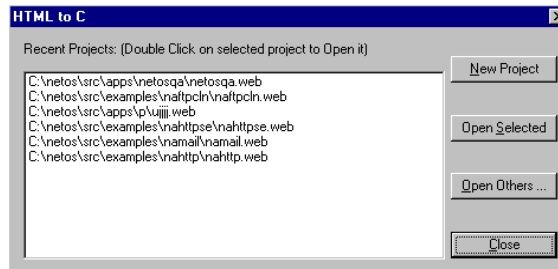 HTML to C
Recent Projects: (Double Click on selected project to Open it)
C:\netos\src\apps\netosqa\netosqa.web
C:\netos\src\examples\naftpcln\naftpcln.web
C:\netos\src\apps\p\ujjjj.web
C:\netos\src\examples\nahttpse\nahttpse.web
C:\netos\src\examples\namail\namail.web
C:\netos\src\examples\nahttp\nahttp.web
New Project
Open Selected
Open Others ...
Close